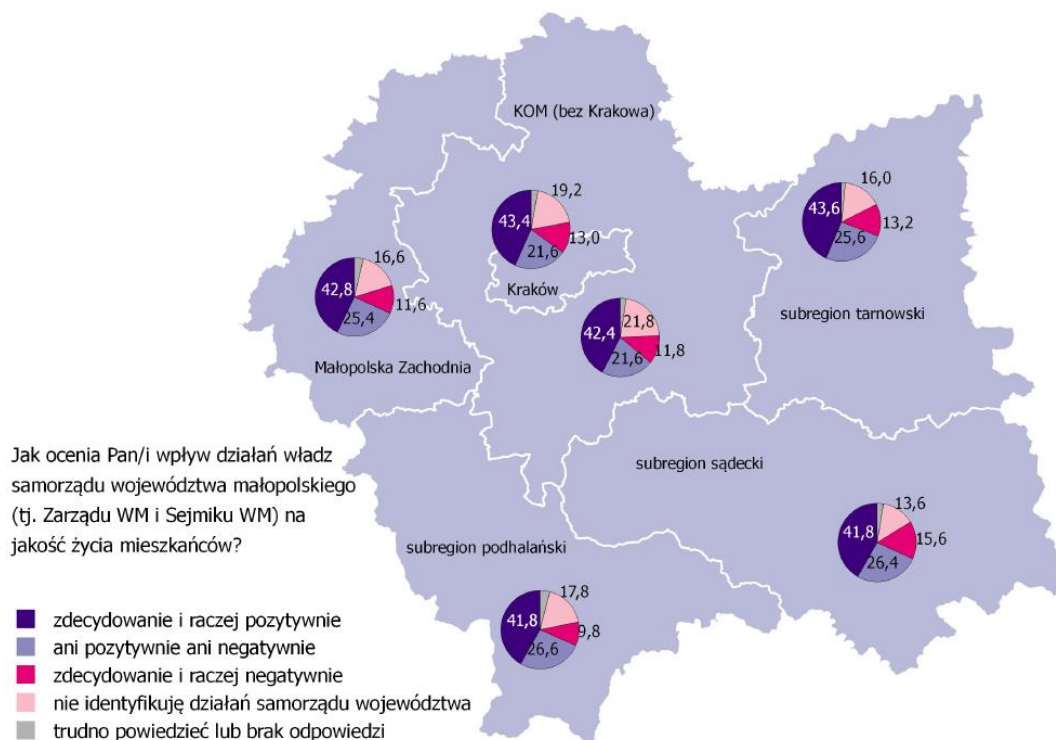 KOM (bez Krakowa)
19,2
43,4
13,0
21,6
Kraków
16,0
43,6
13,2
25,6
subregion tarnowski
16,6
42,8
11,6
25,4
Małopolska Zachodnia
21,8
42,4
11,8
21,6
Jak ocenia Pan/i wpływ działań władz
samorządu województwa małopolskiego
(tj. Zarządu WM i Sejmiku WM) na
jakość życia mieszkańców?
subregion sądecki
13,6
41,8
15,6
26,4
subregion podhalański
17,8
41,8
9,8
26,6
zdecydowanie i raczej pozytywnie
ani pozytywnie ani negatywnie
zdecydowanie i raczej negatywnie
nie identyfikuję działań samorządu województwa
trudno powiedzieć lub brak odpowiedzi